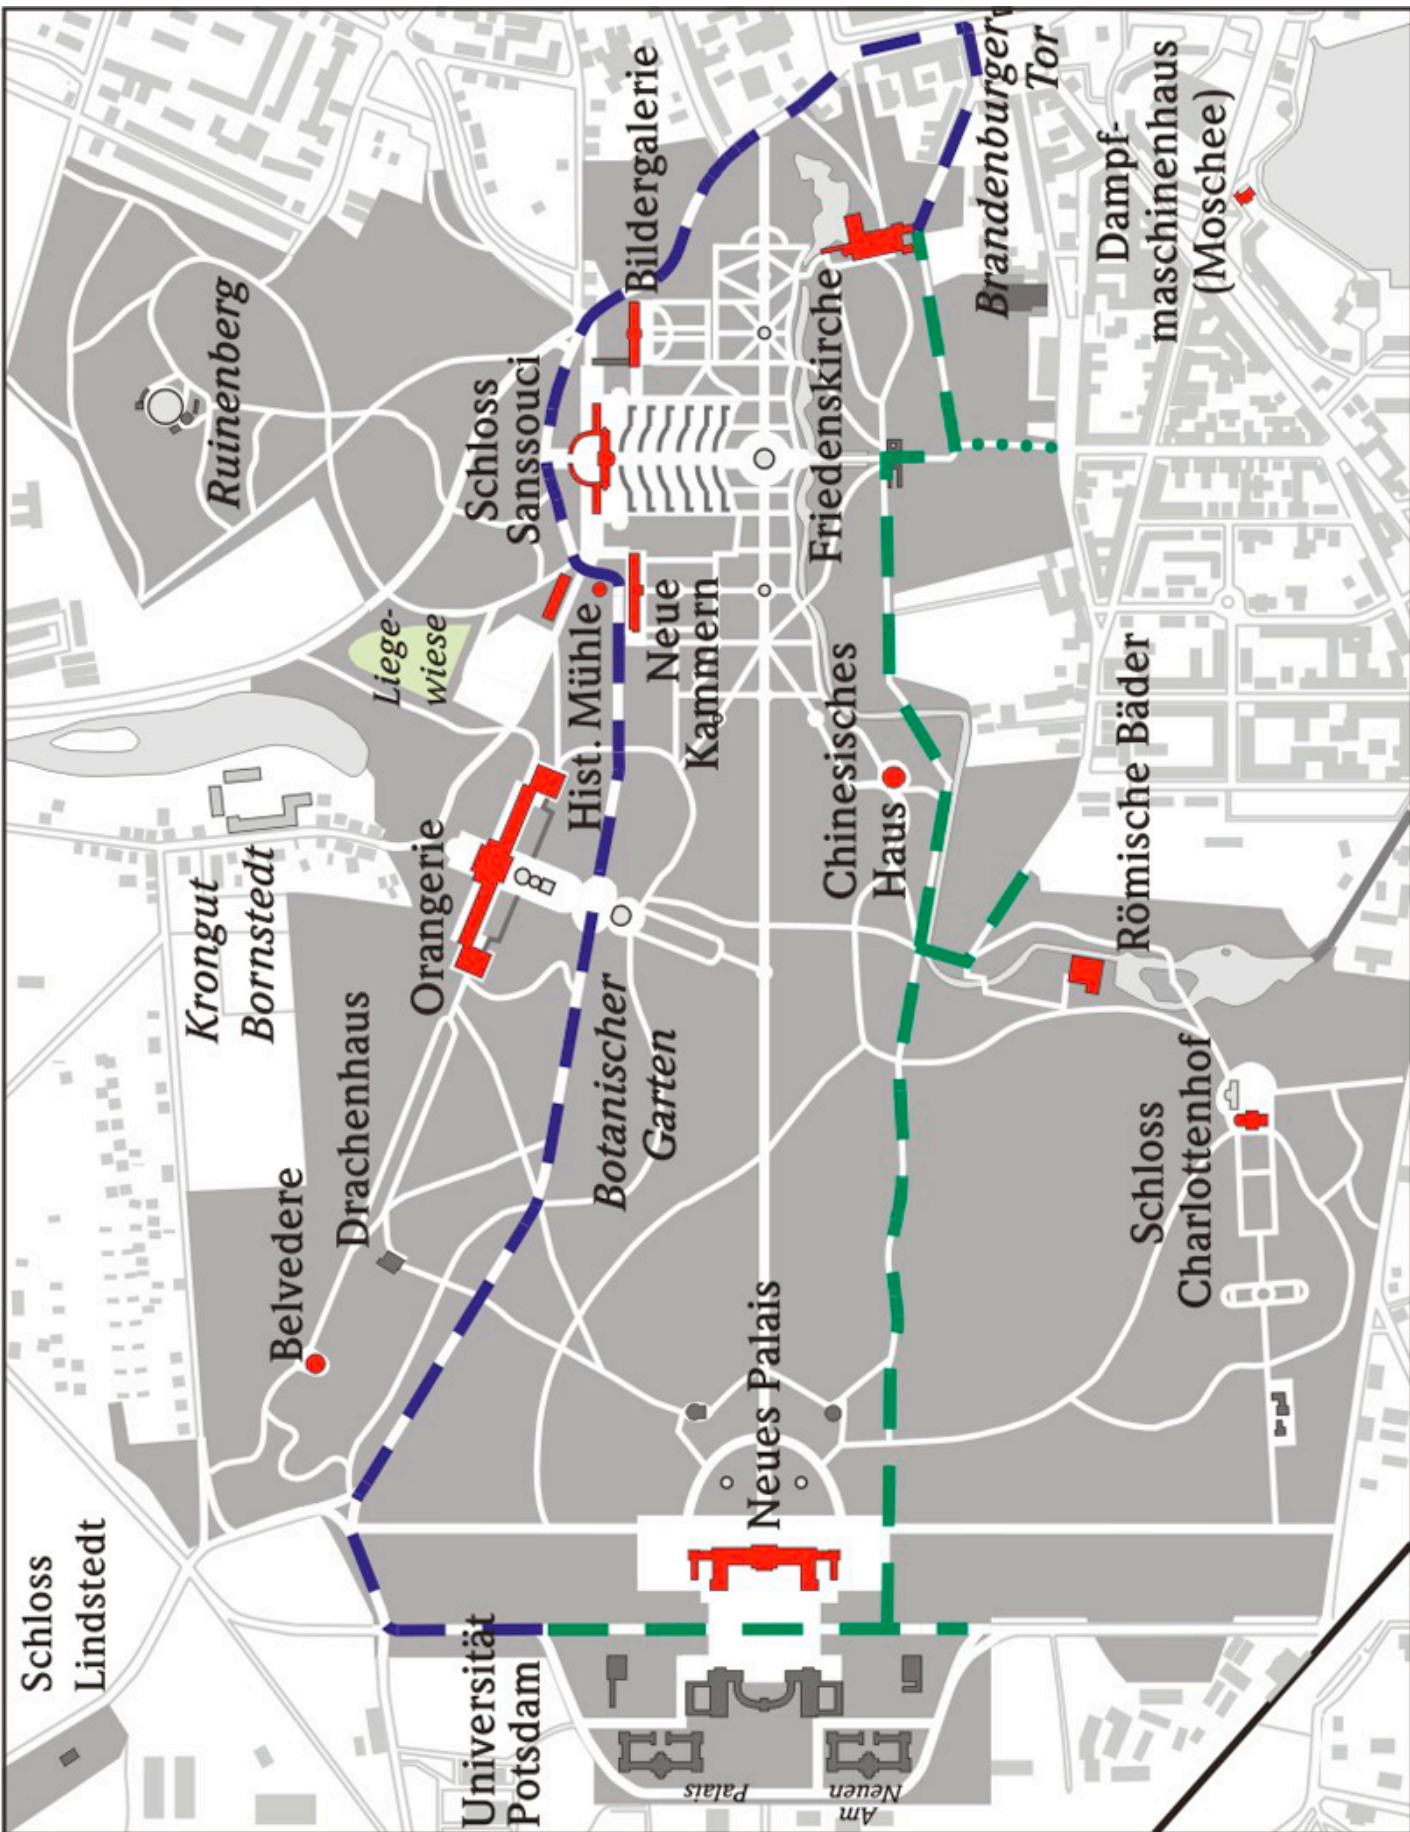 Schloss
Lindstedt
Belvedere
Drachenhaus
Krongut
Bornstedt
Orangerie
Ruinenberg
Liege-
wiese
Schloss
Sanssouci
Bildergalerie
Hist. Mühle
Neue
Kammern
Botanischer
Garten
Universität
Potsdam
Neues Palais
Am
Neuen
Palais
Chinesisches
Haus
Friedenskirche
Brandenburger
Tor
Dampf-
maschinenhaus
(Moschee)
Römische Bäder
Schloss
Charlottenhof